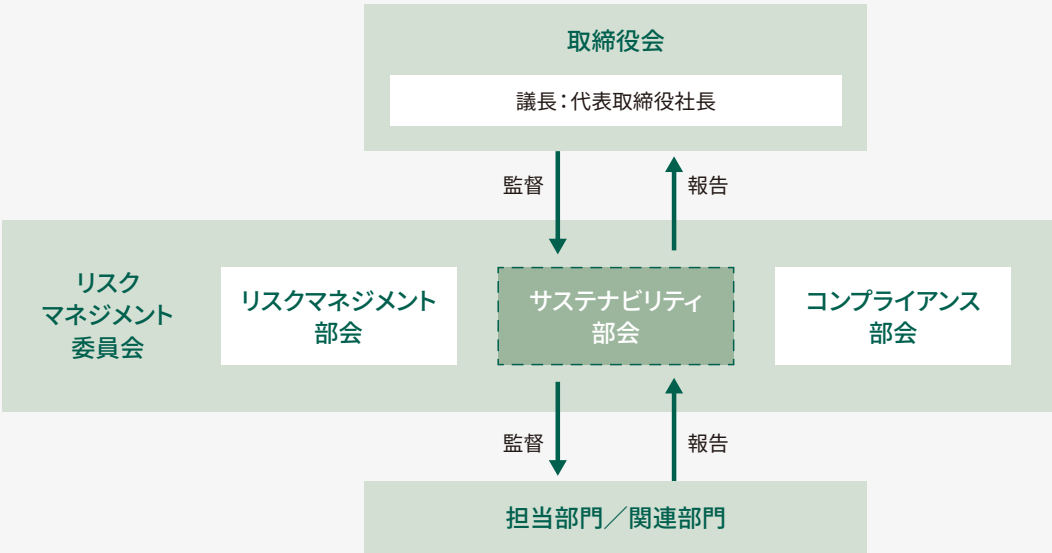 取締役会
議長：代表取締役社長
監督
報告
リスク
マネジメント
委員会
リスクマネジメント
部会
サステナビリティ
部会
コンプライアンス
部会
監督
報告
担当部門／関連部門